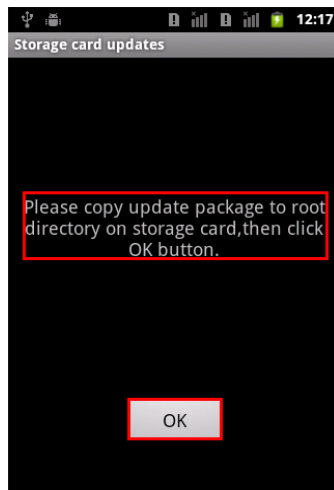 12:17
Storage card updates
Please copy update package to root
directory on storage card,then click
OK button.
OK